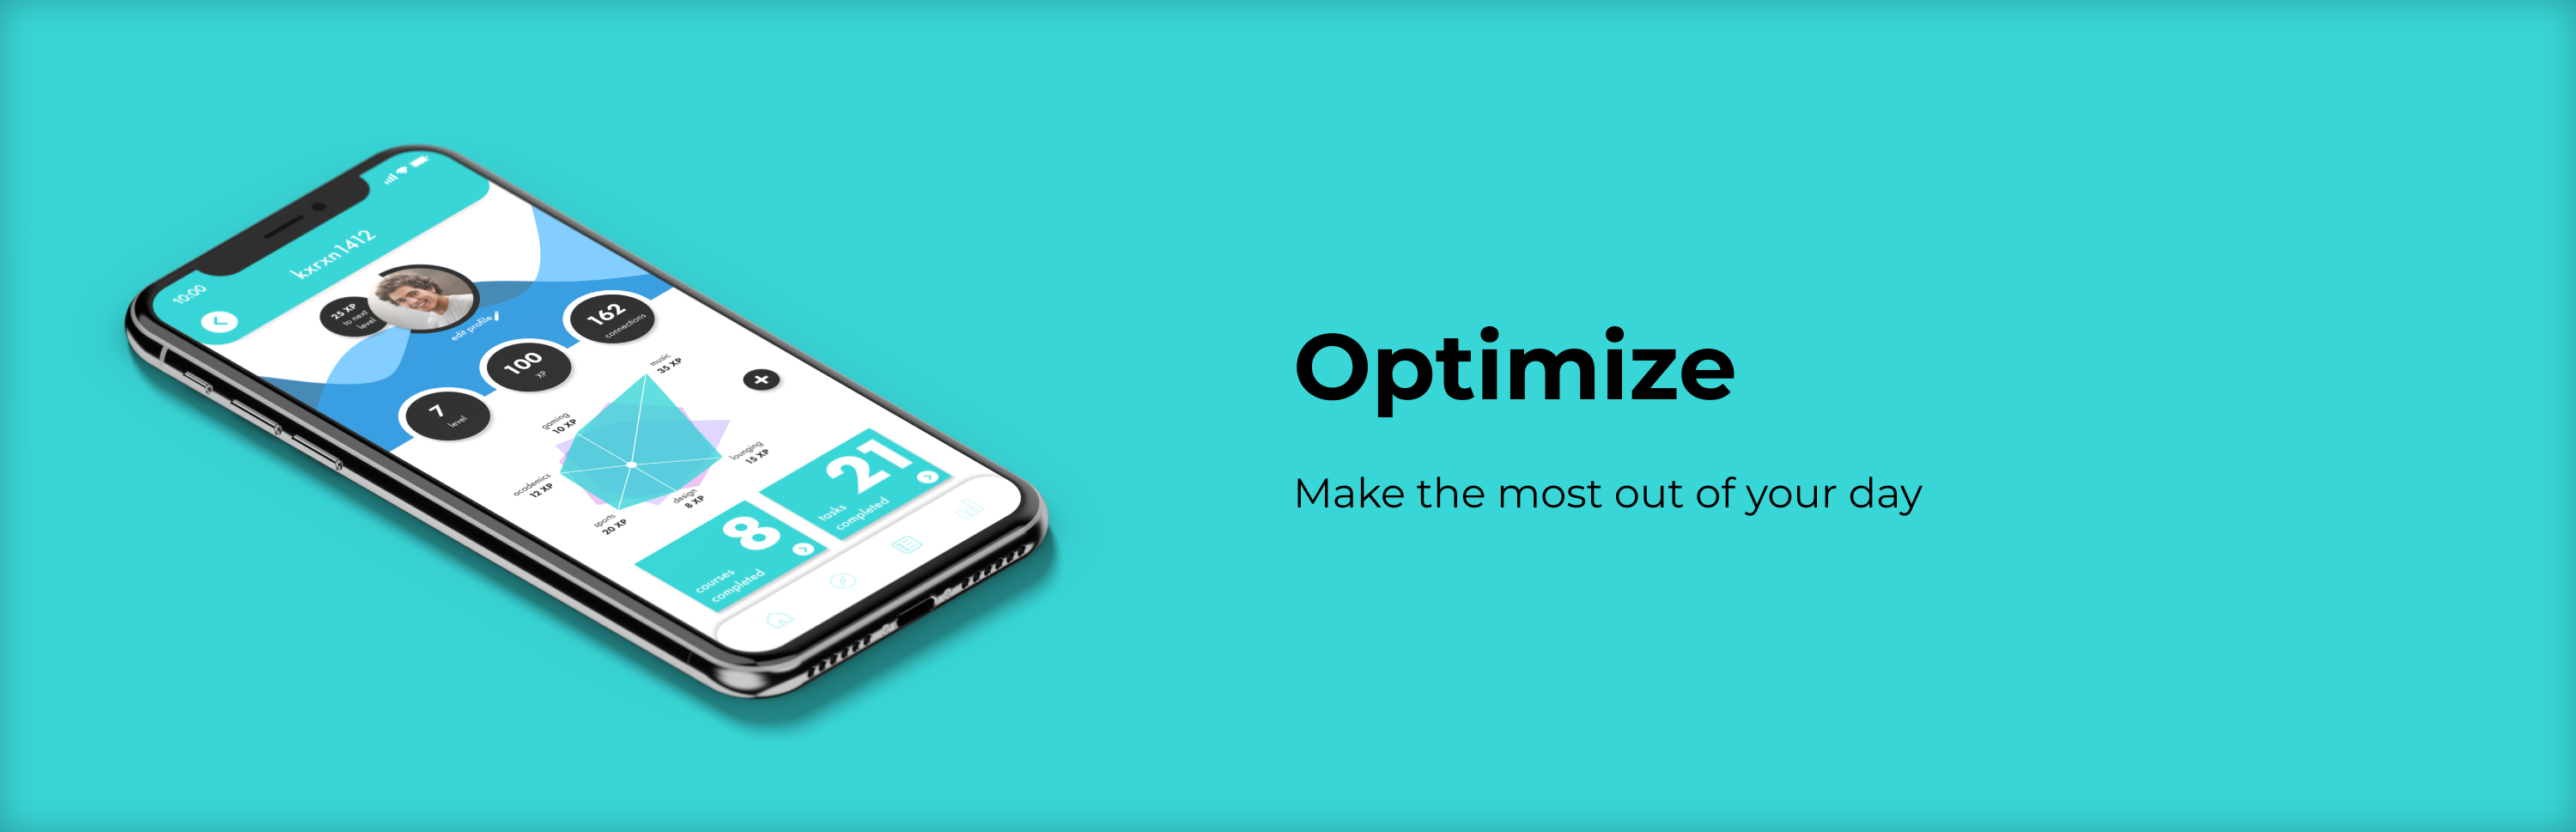 10:00
kxrxn1412
25 XP
to next
level
edit profile
7
level
100
XP
162
connections
music
35 XP
gaming
10 XP
lounging
15 XP
academics
12 XP
design
8 XP
sports
20 XP
8
courses
completed
21
tasks
completed
Optimize
Make the most out of your day